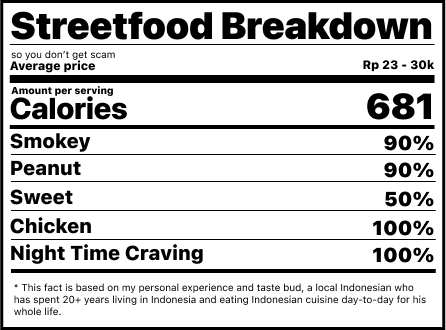 Streetfood Breakdown
so you don't get scam
Average price Rp 23 - 30k
Amount per serving
Calories 681
Smokey 90%
Peanut 90%
Sweet 50%
Chicken 100%
Night Time Craving 100%
* This fact is based on my personal experience and taste bud, a local Indonesian who
has spent 20+ years living in Indonesia and eating Indonesian cuisine day-to-day for his
whole life.